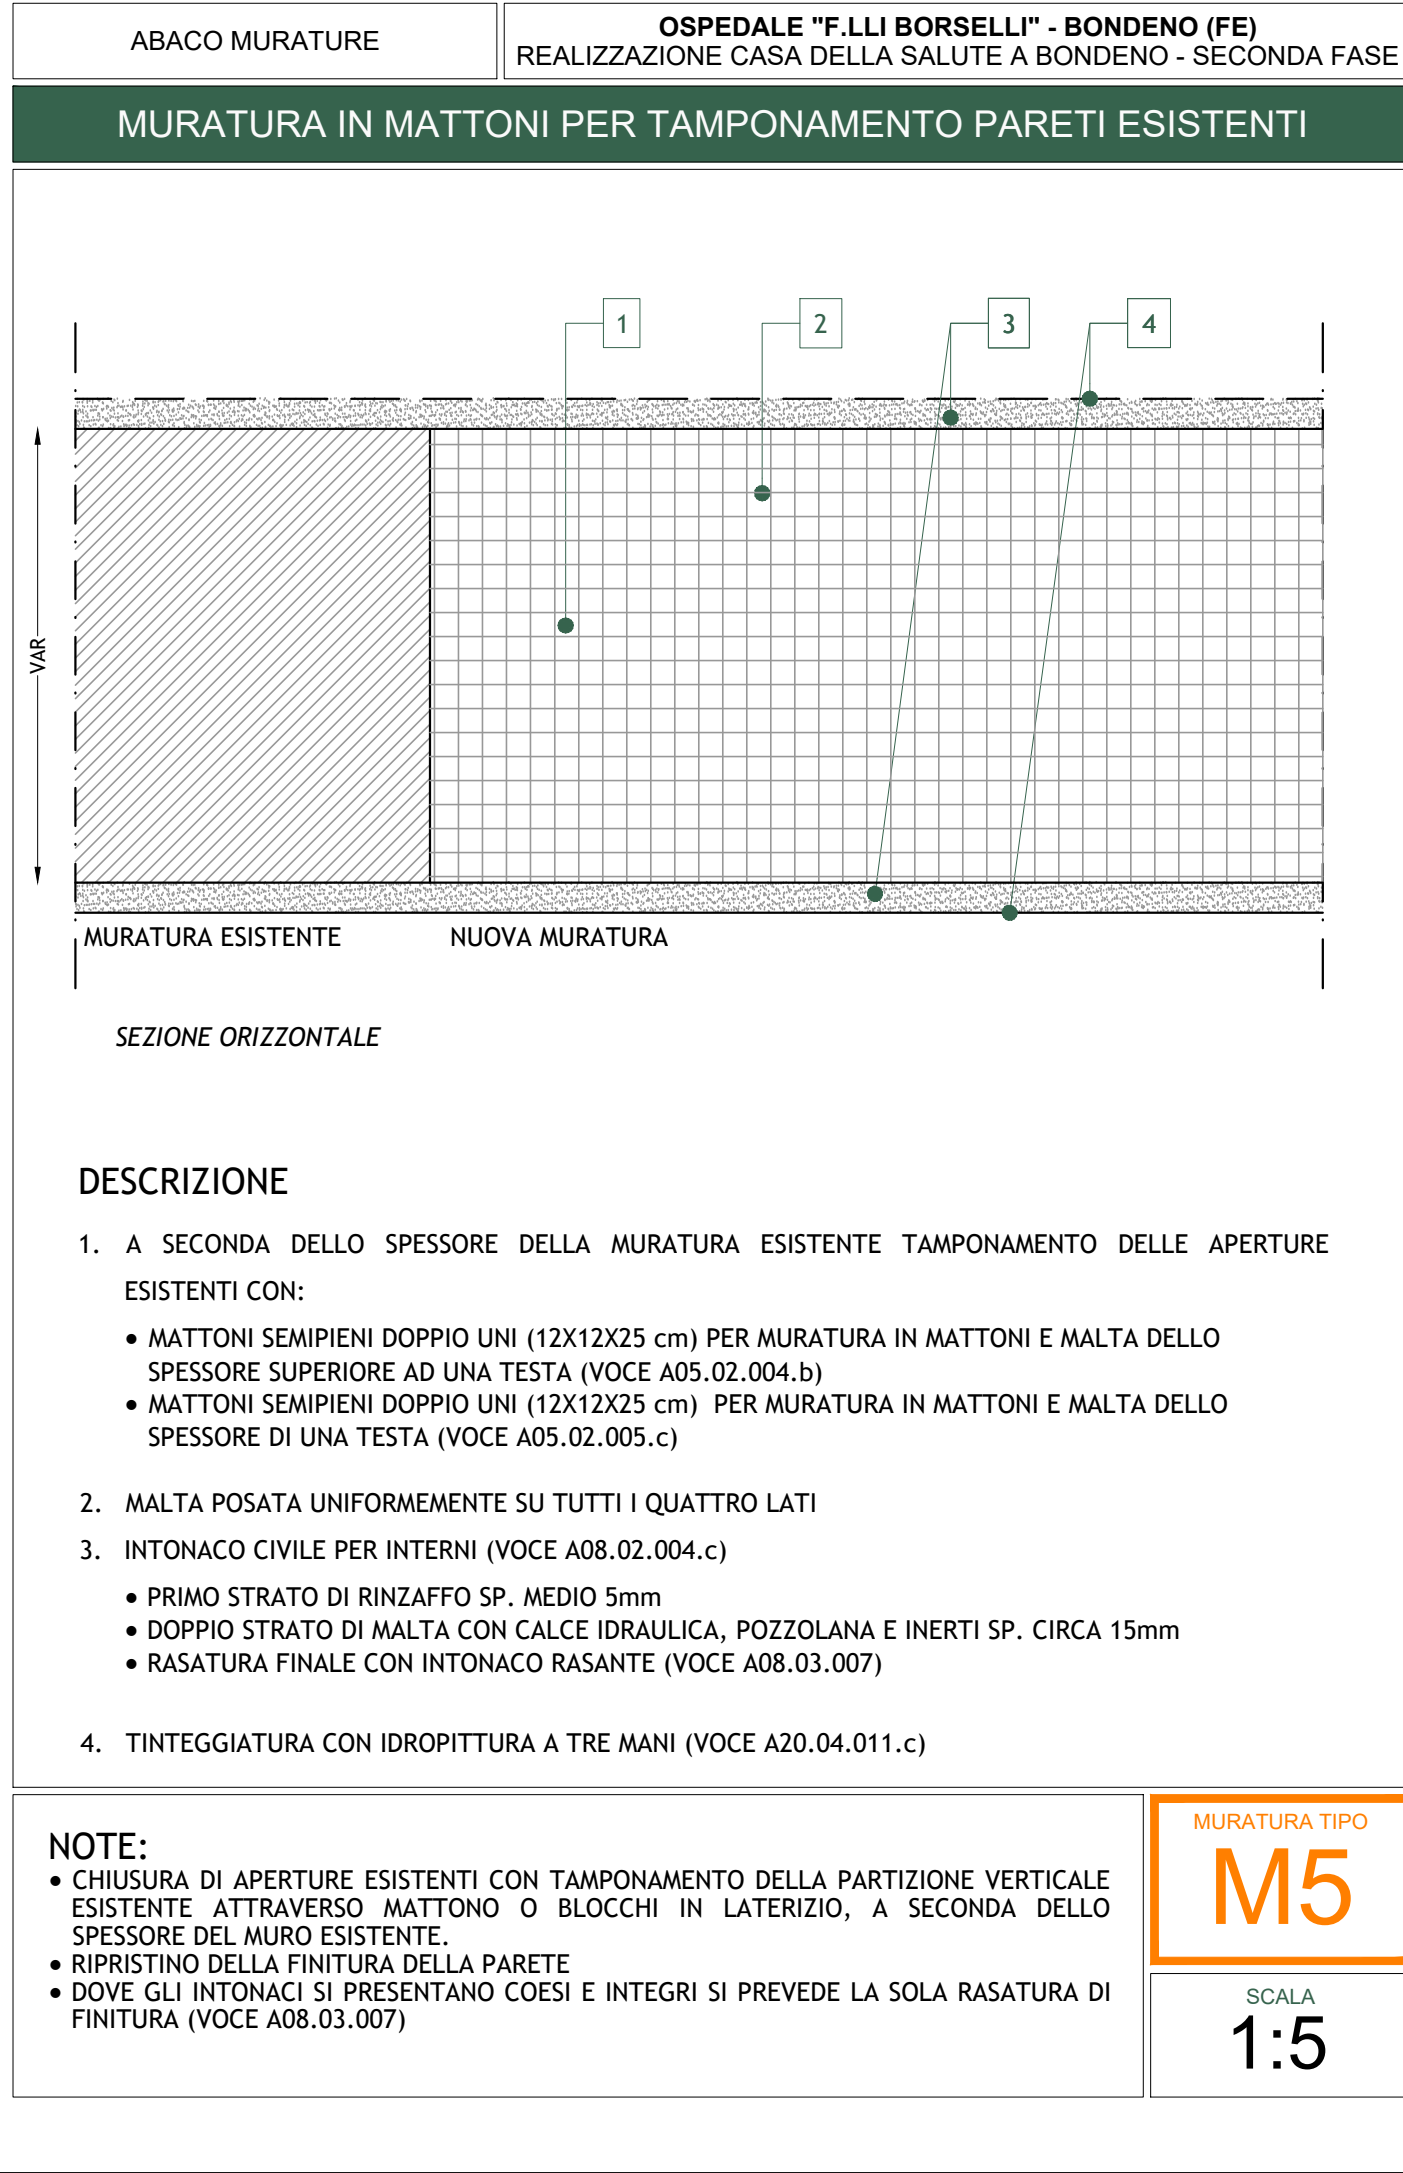 ABACO MURATURE
OSPEDALE "F.LLI BORSELLI" - BONDENO (FE)
REALIZZAZIONE CASA DELLA SALUTE A BONDENO - SECONDA FASE
MURATURA IN MATTONI PER TAMPONAMENTO PARETI ESISTENTI
1 2 3 4
VAR
MURATURA ESISTENTE NUOVA MURATURA
SEZIONE ORIZZONTALE
DESCRIZIONE
1. A SECONDA DELLO SPESSORE DELLA MURATURA ESISTENTE TAMPONAMENTO DELLE APERTURE
ESISTENTI CON:
• MATTONI SEMIPIENI DOPPIO UNI (12X12X25 cm) PER MURATURA IN MATTONI E MALTA DELLO
SPESSORE SUPERIORE AD UNA TESTA (VOCE A05.02.004.b)
• MATTONI SEMIPIENI DOPPIO UNI (12X12X25 cm) PER MURATURA IN MATTONI E MALTA DELLO
SPESSORE DI UNA TESTA (VOCE A05.02.005.c)
2. MALTA POSATA UNIFORMEMENTE SU TUTTI I QUATTRO LATI
3. INTONACO CIVILE PER INTERNI (VOCE A08.02.004.c)
• PRIMO STRATO DI RINZAFFO SP. MEDIO 5mm
• DOPPIO STRATO DI MALTA CON CALCE IDRAULICA, POZZOLANA E INERTI SP. CIRCA 15mm
• RASATURA FINALE CON INTONACO RASANTE (VOCE A08.03.007)
4. TINTEGGIATURA CON IDROPITTURA A TRE MANI (VOCE A20.04.011.c)
NOTE:
• CHIUSURA DI APERTURE ESISTENTI CON TAMPONAMENTO DELLA PARTIZIONE VERTICALE
ESISTENTE ATTRAVERSO MATTONO O BLOCCHI IN LATERIZIO, A SECONDA DELLO
SPESSORE DEL MURO ESISTENTE.
• RIPRISTINO DELLA FINITURA DELLA PARETE
• DOVE GLI INTONACI SI PRESENTANO COESI E INTEGRI SI PREVEDE LA SOLA RASATURA DI
FINITURA (VOCE A08.03.007)
MURATURA TIPO
M5
SCALA
1:5